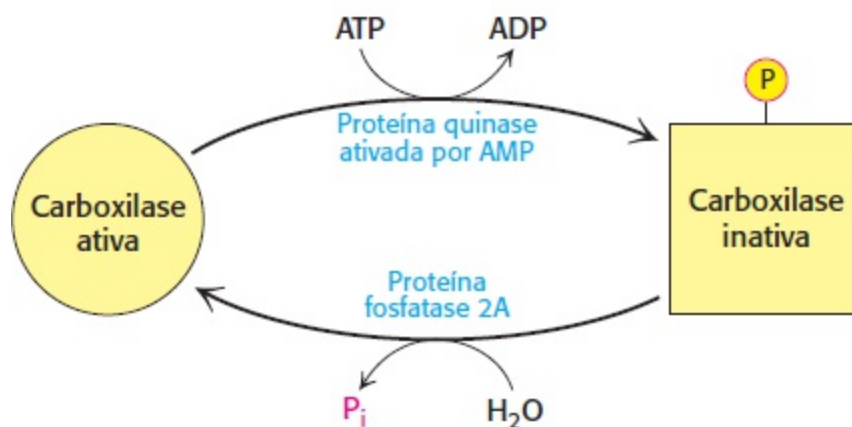 ATP
ADP
P
Proteína quinase
ativada por AMP
Carboxilase
ativa
Carboxilase
inativa
Proteína
fosfatase 2A
Pi
H2O